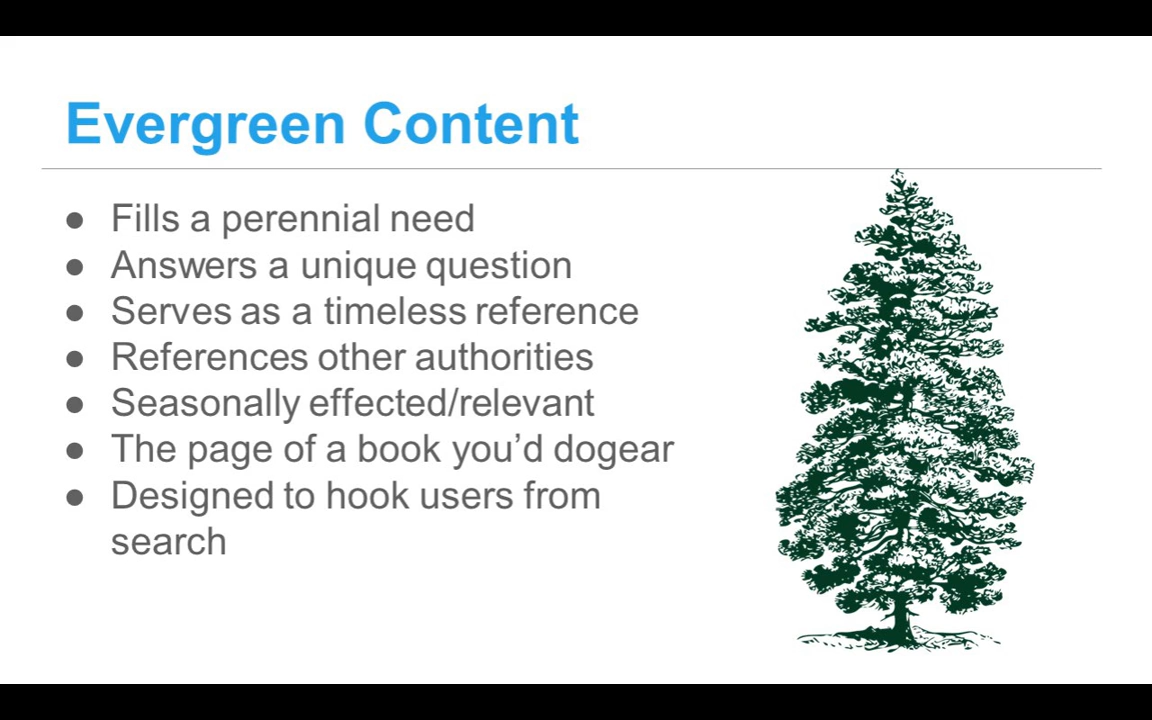 Evergreen Content
● Fills a perennial need
● Answers a unique question
● Serves as a timeless reference
● References other authorities
● Seasonally effected/relevant
● The page of a book you’d dogear
● Designed to hook users from
search